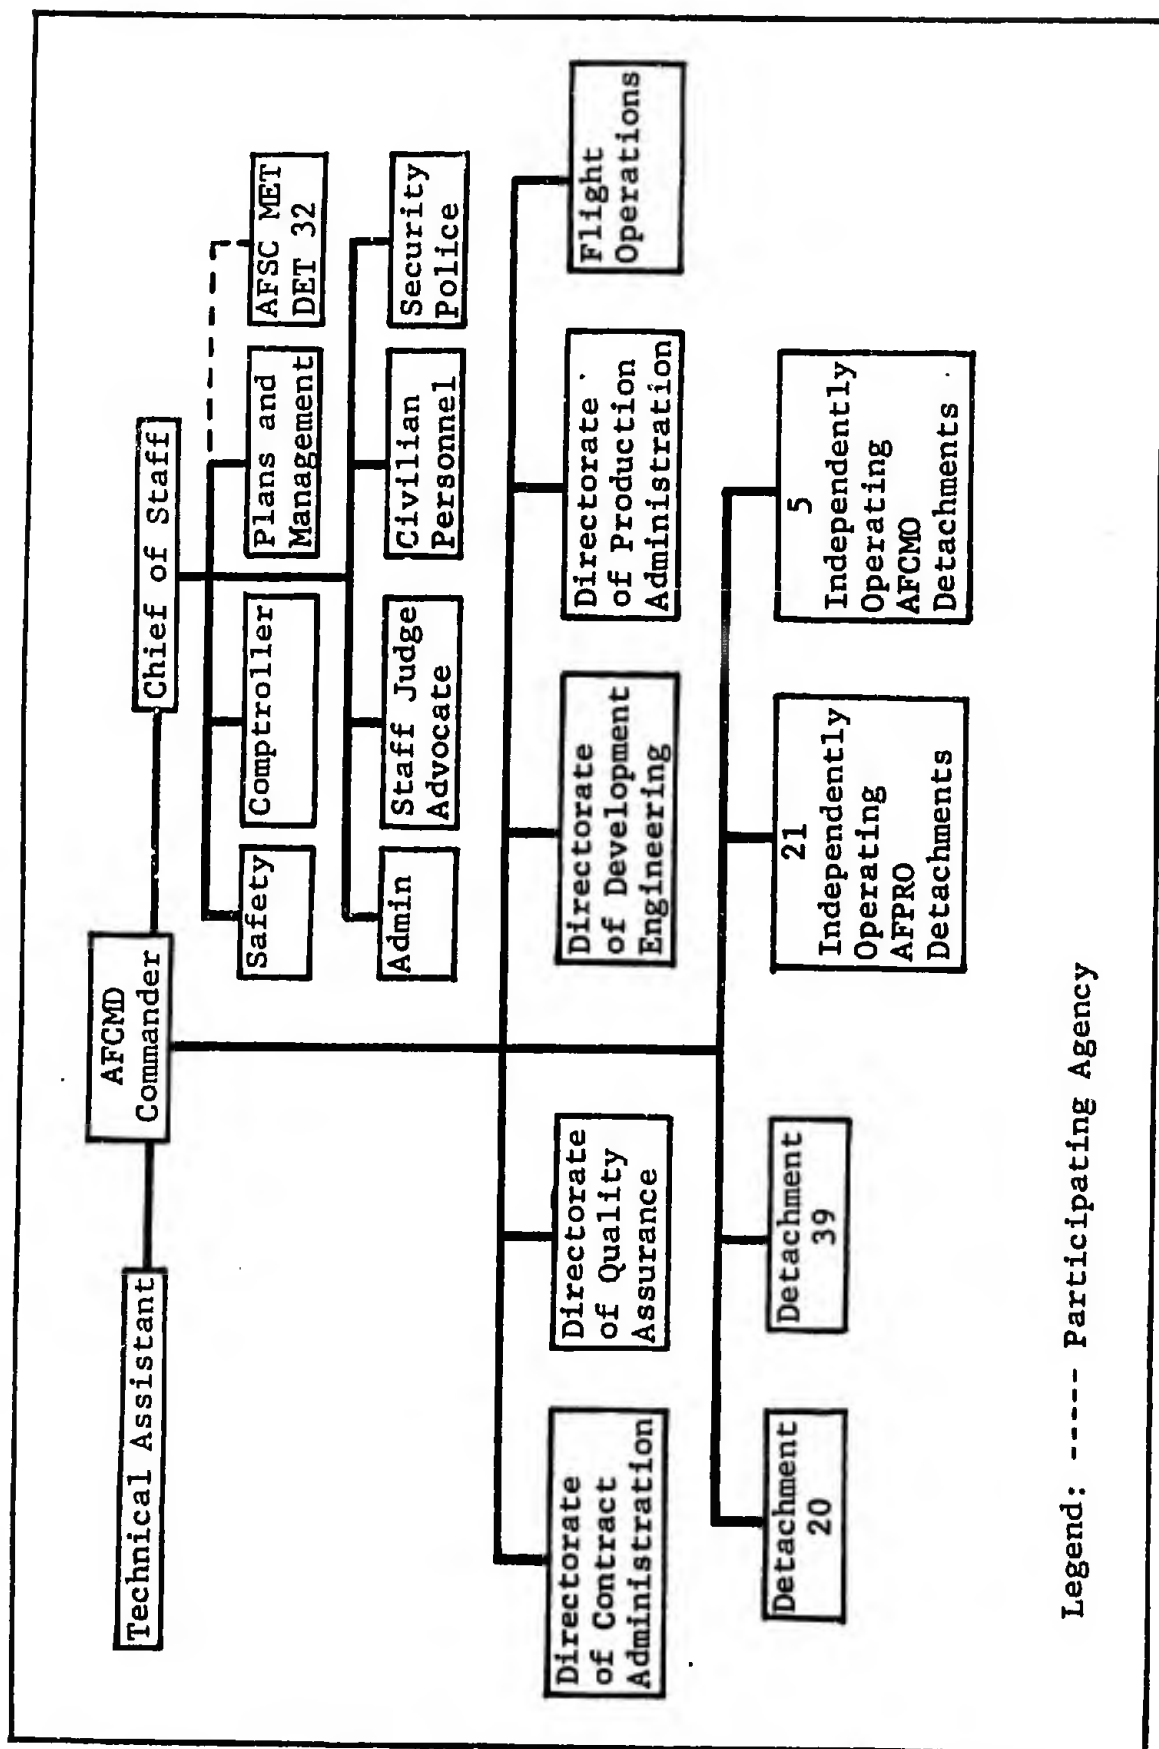 AFCMD
Commander
Technical Assistant
Chief of Staff
Safety
Comptroller
Plans and
Management
AFSC MET
DET 32
Admin
Staff Judge
Advocate
Civilian
Personnel
Security
Police
Directorate
of Contract
Administration
Directorate
of Quality
Assurance
Directorate
of Development
Engineering
Directorate
of Production
Administration
Flight
Operations
Detachment
20
Detachment
39
21
Independently
Operating
AFPRO
Detachments
5
Independently
Operating
AFCMO
Detachments
Legend: ----- Participating Agency